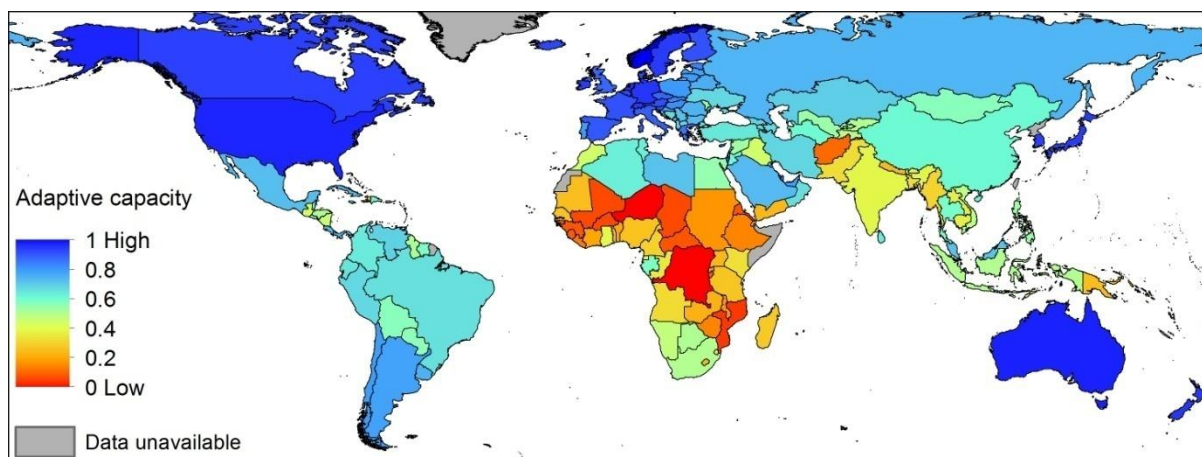 Adaptive capacity
1 High
0.8
0.6
0.4
0.2
0 Low
Data unavailable